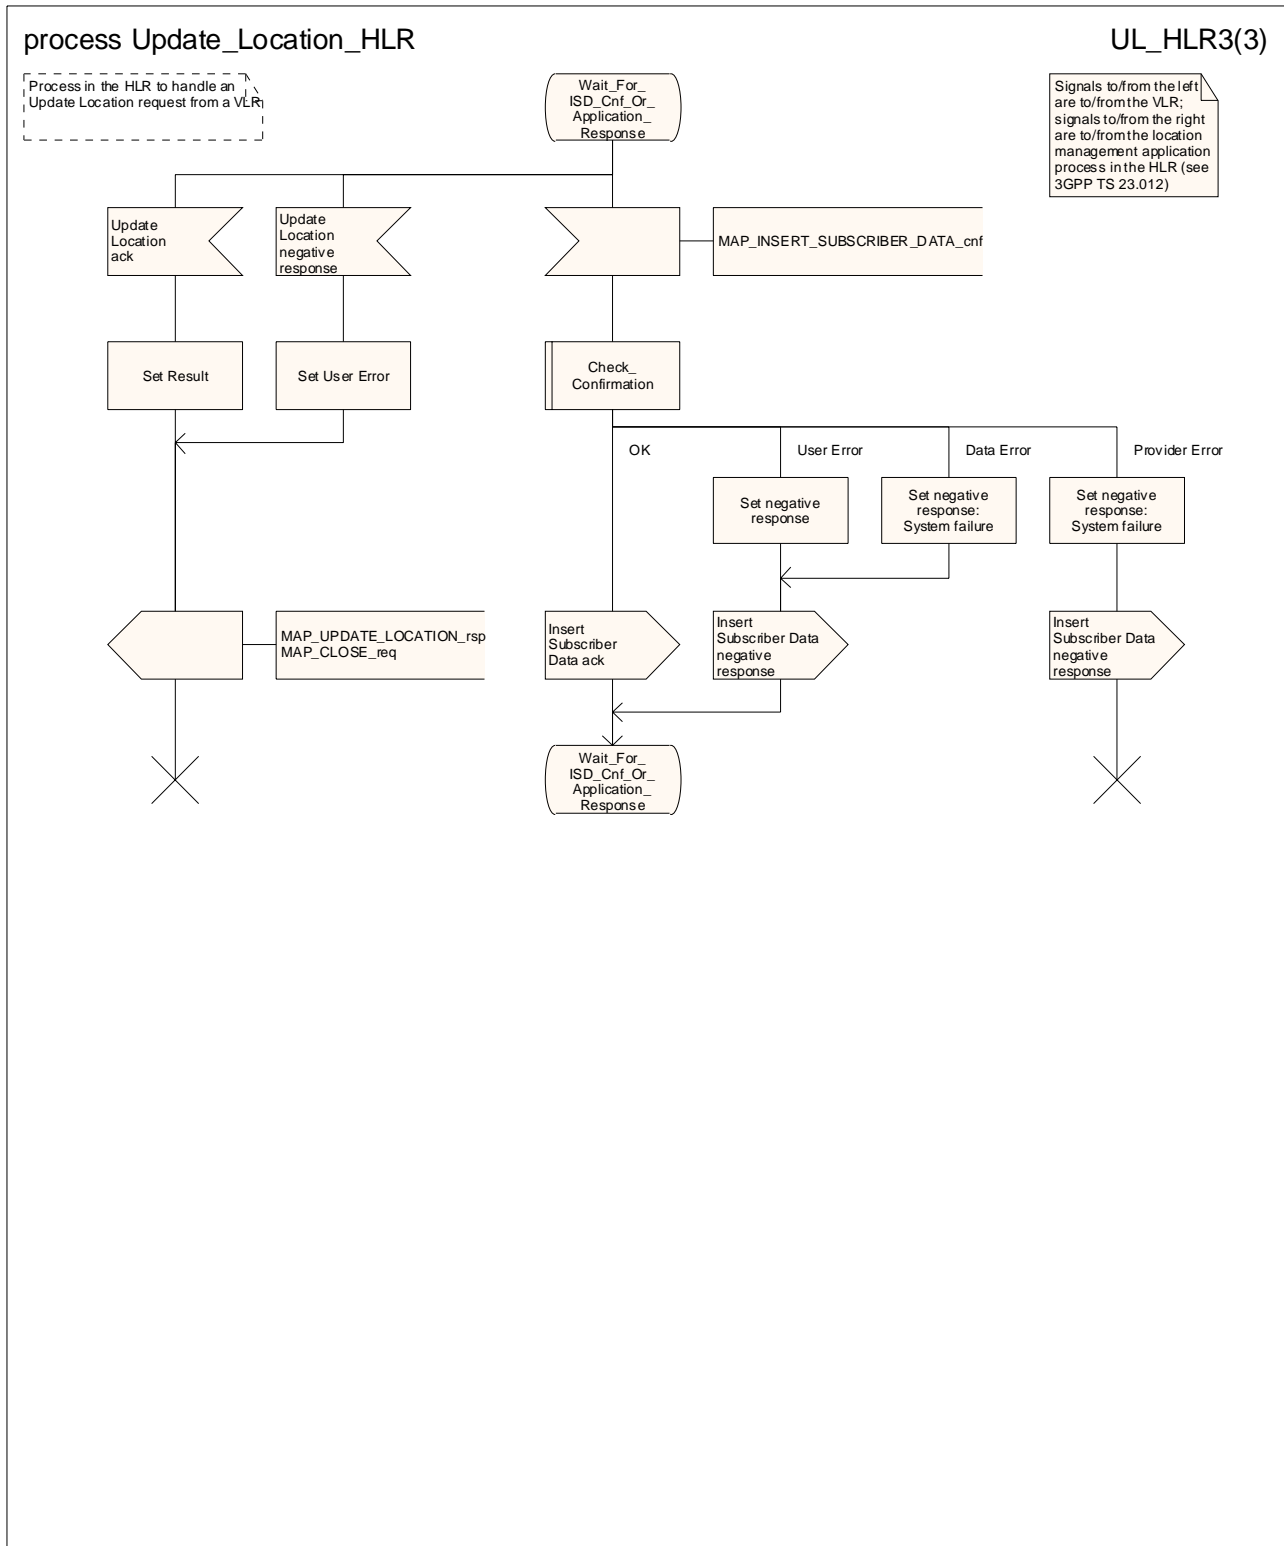 process Update_Location_HLR
UL_HLR3(3)
Process in the HLR to handle an
Update Location request from a VLR
Wait_For_
ISD_Cnf_Or_
Application_
Response
Signals to/from the left
are to/from the VLR;
signals to/from the right
are to/from the location
management application
process in the HLR (see
3GPP TS 23.012)
Update
Location
ack
Update
Location
negative
response
MAP_INSERT_SUBSCRIBER_DATA_cnf
Set Result
Set User Error
Check_
Confirmation
OK
User Error
Data Error
Provider Error
Set negative
response
Set negative
response:
System failure
Set negative
response:
System failure
MAP_UPDATE_LOCATION_rsp
MAP_CLOSE_req
Insert
Subscriber
Data ack
Insert
Subscriber Data
negative
response
Insert
Subscriber Data
negative
response
Wait_For_
ISD_Cnf_Or_
Application_
Response